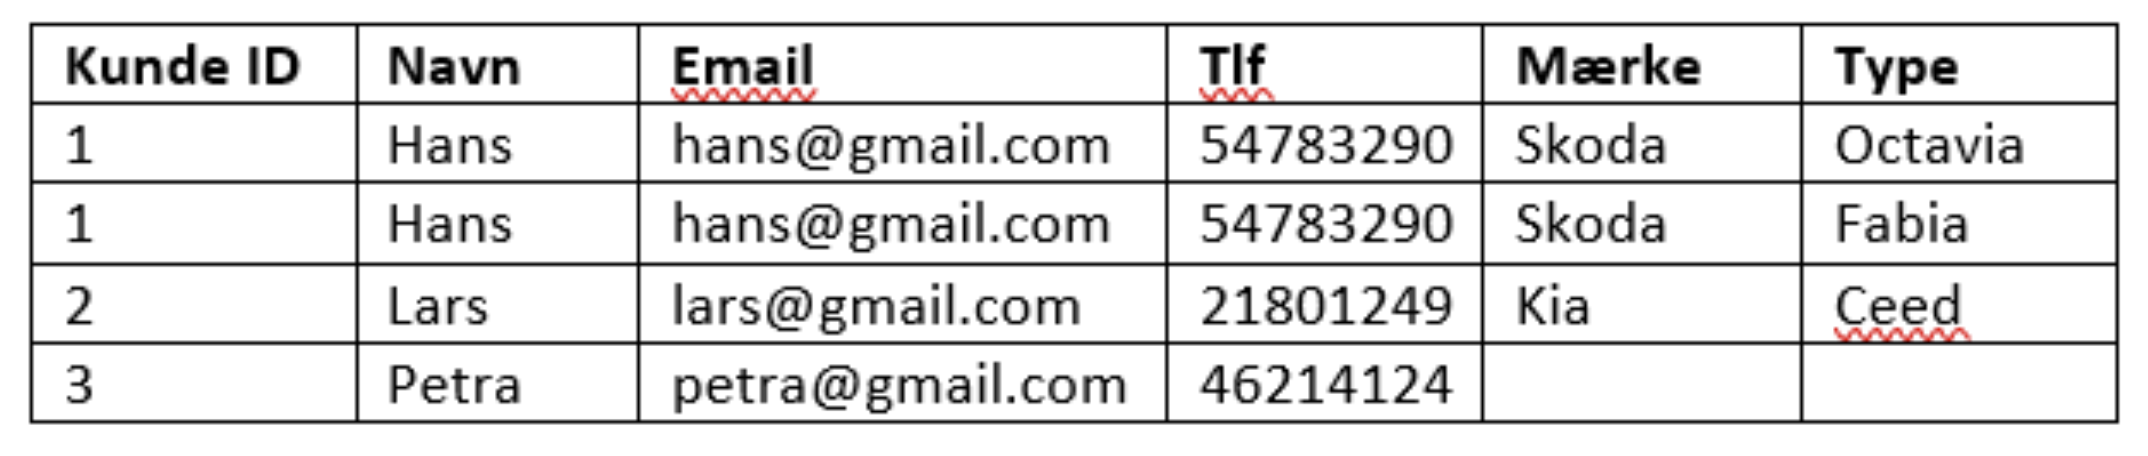 Kunde ID Navn Email Tlf Mærke Type
1 Hans hans@gmail.com 54783290 Skoda Octavia
1 Hans hans@gmail.com 54783290 Skoda Fabia
2 Lars lars@gmail.com 21801249 Kia Ceed
3 Petra petra@gmail.com 46214124